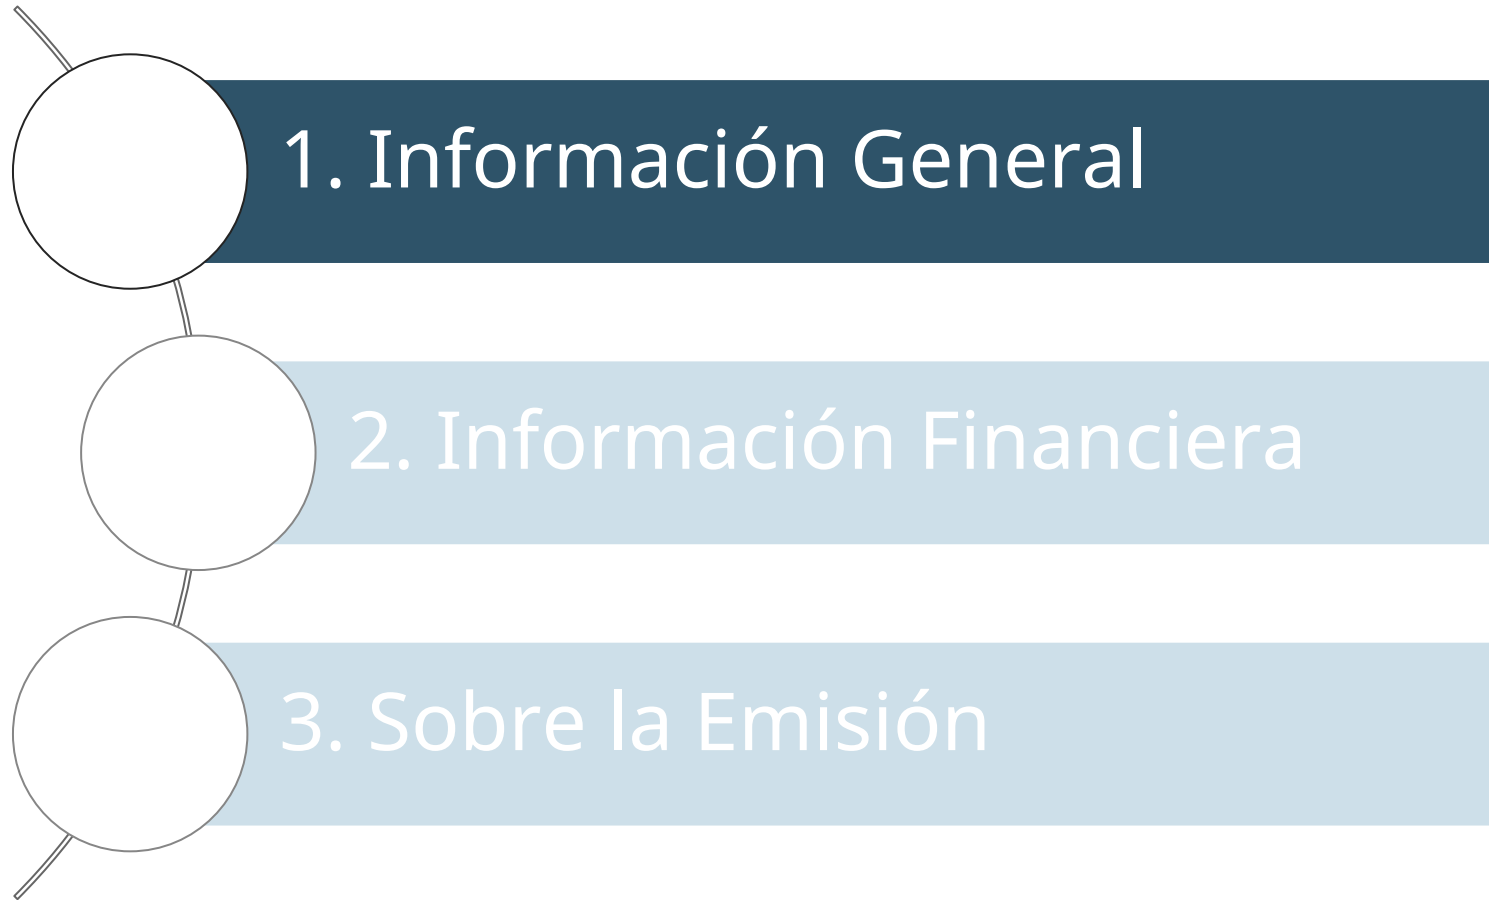 1. Información General
2. Información Financiera
3. Sobre la Emisión